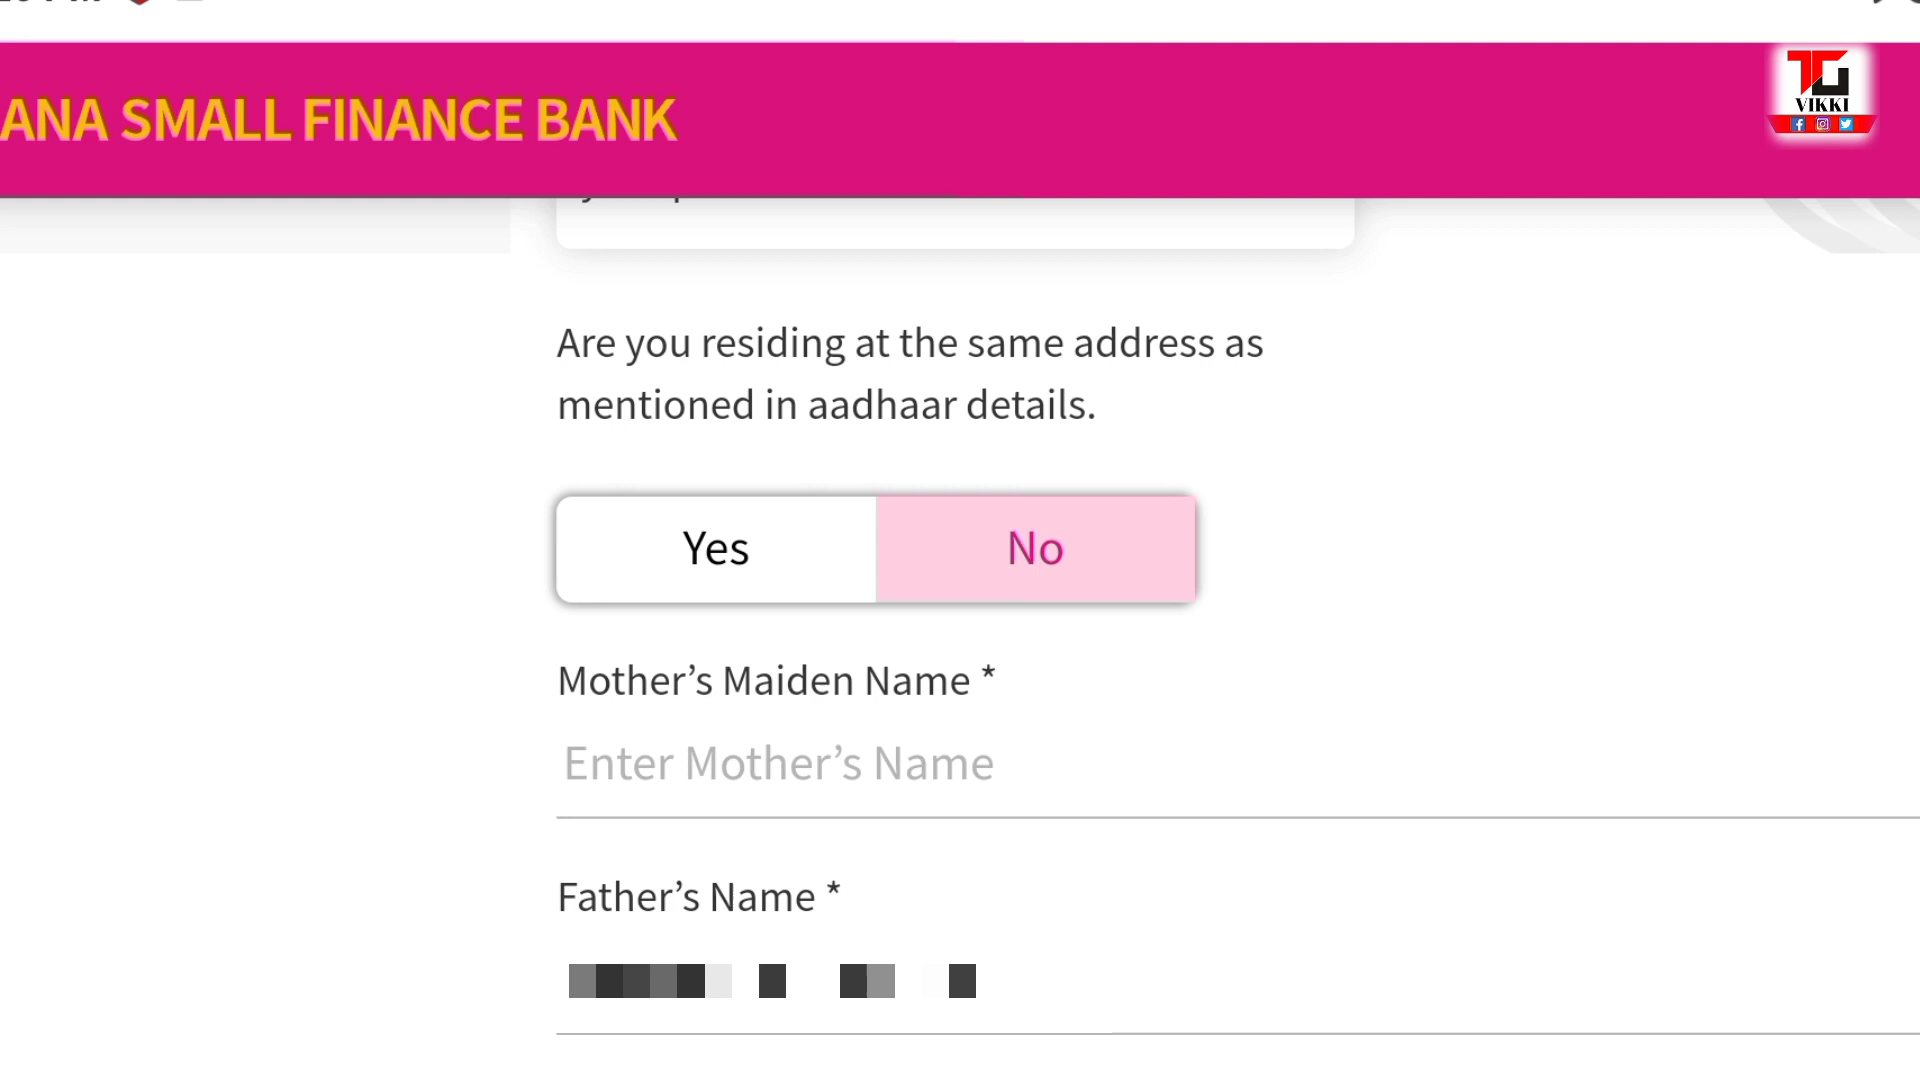 ANA SMALL FINANCE BANK
VIKKI
Are you residing at the same address as
mentioned in aadhaar details.
Yes
No
Mother’s Maiden Name *
Enter Mother’s Name
Father’s Name *